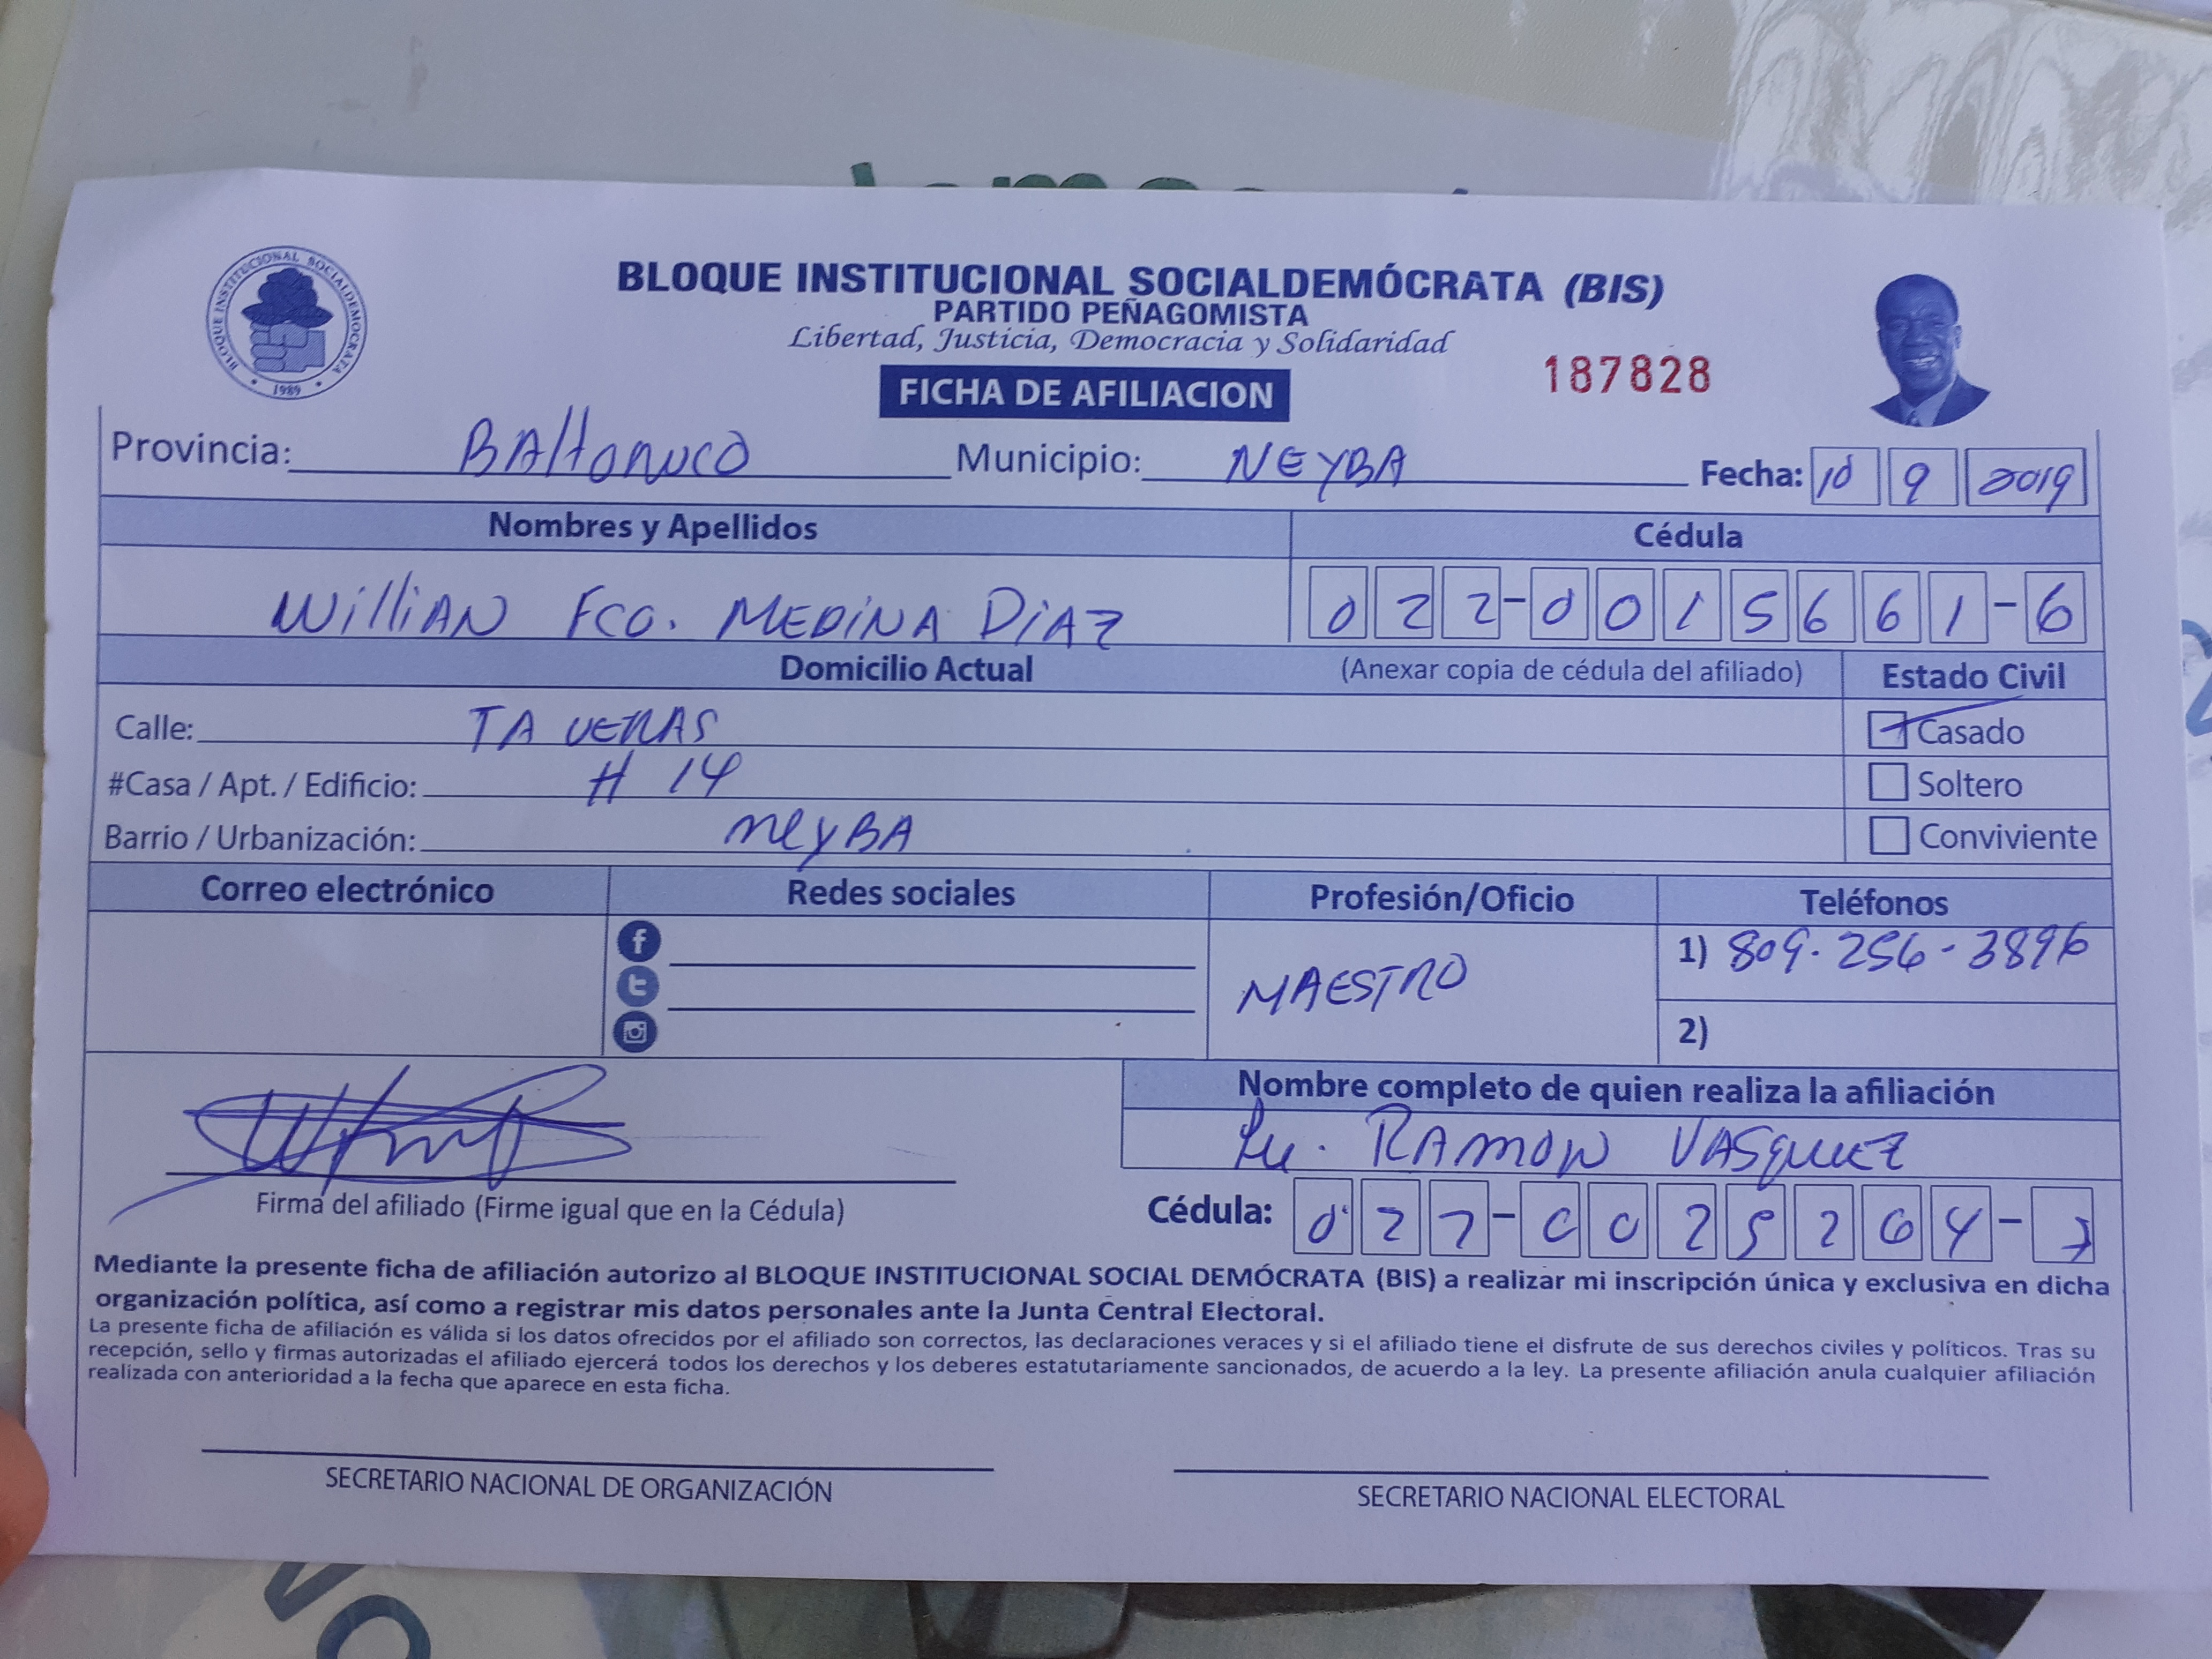 BLOQUE INSTITUCIONAL SOCIALDEMÓCRATA
1989
BLOQUE INSTITUCIONAL SOCIALDEMÓCRATA (BIS)
PARTIDO PEÑAGOMISTA
Libertad, Justicia, Democracia y Solidaridad
187828
FICHA DE AFILIACION
Provincia: BAHORUCO Municipio: NEYBA Fecha: 10 9 2019
Nombres y Apellidos Cédula
WilliAN FCO. MEDiNA DiAZ 022-0015661-6
Domicilio Actual (Anexar copia de cédula del afiliado) Estado Civil
Calle: TAVERAS Casado
#Casa / Apt. / Edificio: # 14 Soltero
Barrio / Urbanización: NeyBA Conviviente
Correo electrónico Redes sociales Profesión/Oficio Teléfonos
MAESTRO 1) 809-256-3896
2)
Nombre completo de quien realiza la afiliación
RAMON VASQUEZ
Firma del afiliado (Firme igual que en la Cédula) Cédula: 077-0025264-
Mediante la presente ficha de afiliación autorizo al BLOQUE INSTITUCIONAL SOCIAL DEMÓCRATA (BIS) a realizar mi inscripción única y exclusiva en dicha
organización política, así como a registrar mis datos personales ante la Junta Central Electoral.
La presente ficha de afiliación es válida si los datos ofrecidos por el afiliado son correctos, las declaraciones veraces y si el afiliado tiene el disfrute de sus derechos civiles y políticos. Tras su
recepción, sello y firmas autorizadas el afiliado ejercerá todos los derechos y los deberes estatutariamente sancionados, de acuerdo a la ley. La presente afiliación anula cualquier afiliación
realizada con anterioridad a la fecha que aparece en esta ficha.
SECRETARIO NACIONAL DE ORGANIZACIÓN SECRETARIO NACIONAL ELECTORAL